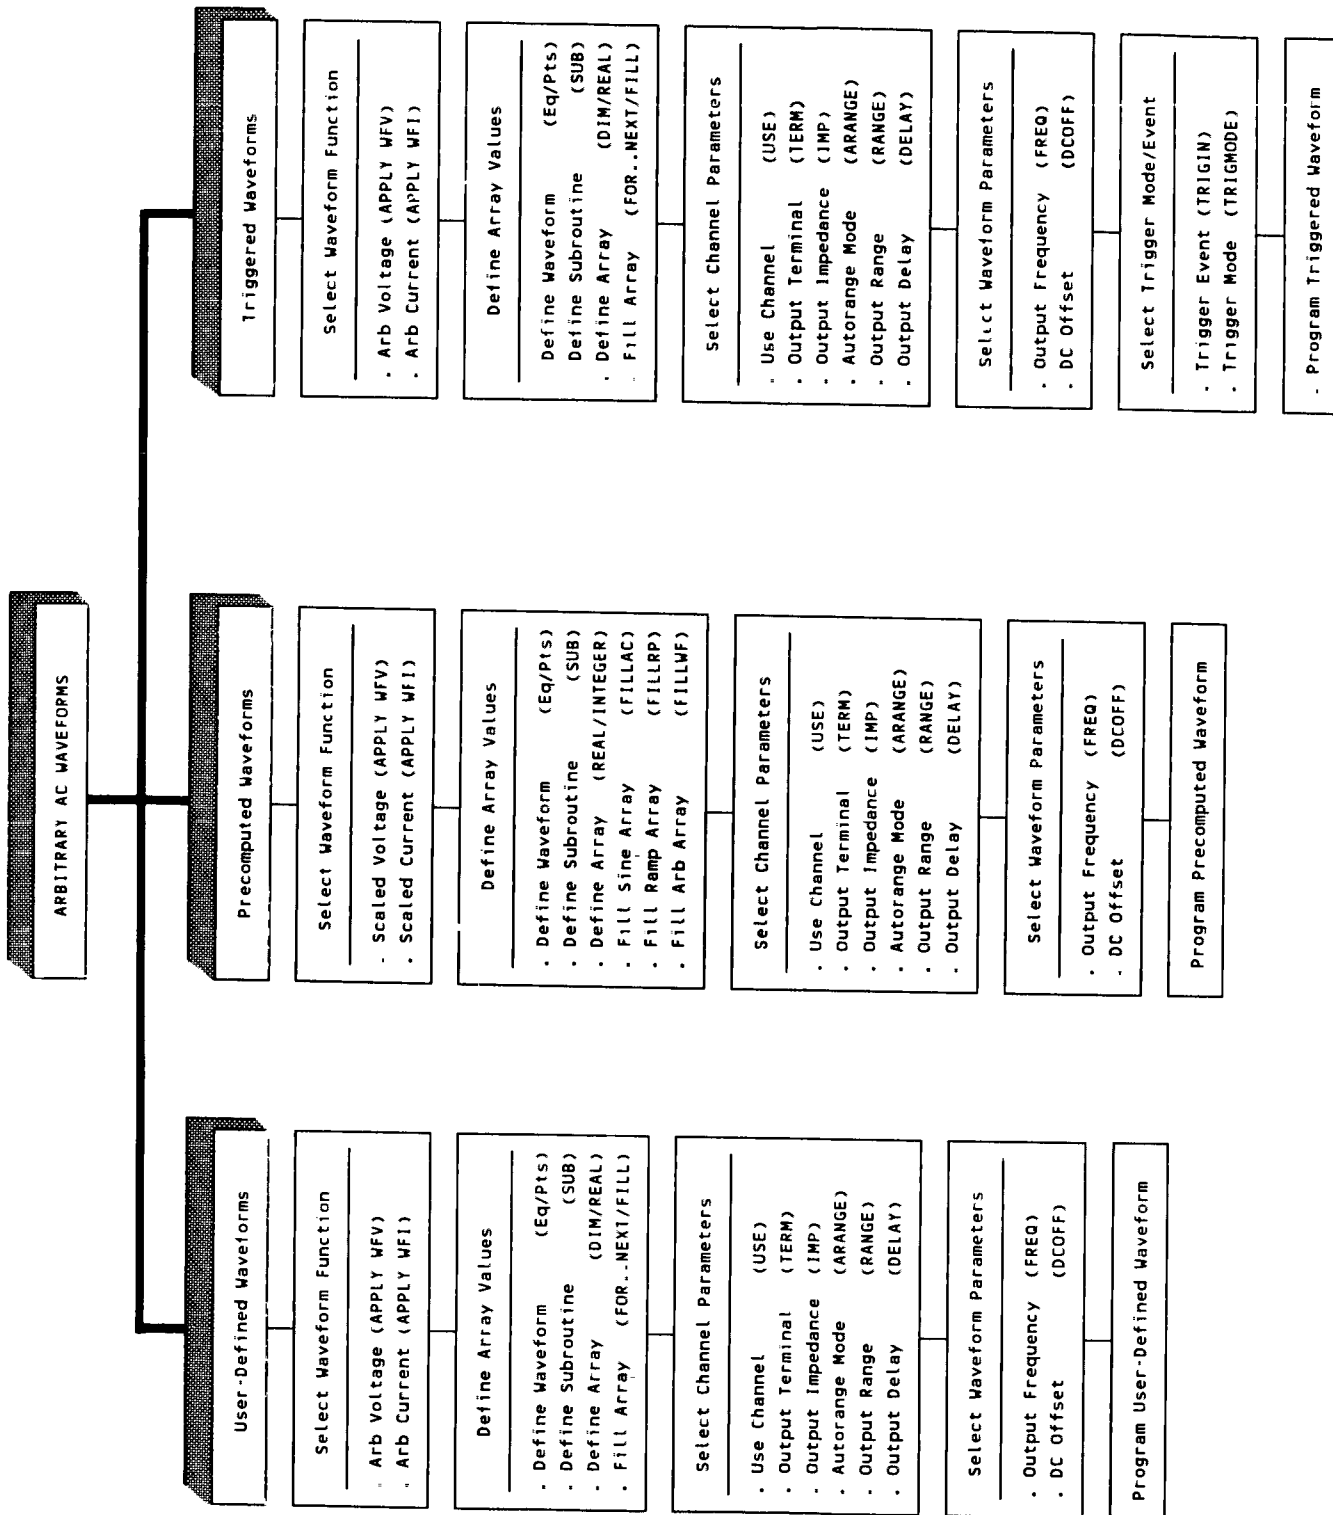 ARBITRARY AC WAVEFORMS
User-Defined Waveforms
Select Waveform Function
. Arb Voltage (APPLY WFV)
. Arb Current (APPLY WFI)
Define Array Values
. Define Waveform (Eq/Pts)
. Define Subroutine (SUB)
. Define Array (DIM/REAL)
. Fill Array (FOR..NEXT/FILL)
Select Channel Parameters
. Use Channel (USE)
. Output Terminal (TERM)
. Output Impedance (IMP)
. Autorange Mode (ARANGE)
. Output Range (RANGE)
. Output Delay (DELAY)
Select Waveform Parameters
. Output Frequency (FREQ)
. DC Offset (DCOFF)
Program User-Defined Waveform
Precomputed Waveforms
Select Waveform Function
. Scaled Voltage (APPLY WFV)
. Scaled Current (APPLY WFI)
Define Array Values
. Define Waveform (Eq/Pts)
. Define Subroutine (SUB)
. Define Array (REAL/INTEGER)
. Fill Sine Array (FILLAC)
. Fill Ramp Array (FILLRP)
. Fill Arb Array (FILLWF)
Select Channel Parameters
. Use Channel (USE)
. Output Terminal (TERM)
. Output Impedance (IMP)
. Autorange Mode (ARANGE)
. Output Range (RANGE)
. Output Delay (DELAY)
Select Waveform Parameters
. Output Frequency (FREQ)
. DC Offset (DCOFF)
Program Precomputed Waveform
Triggered Waveforms
Select Waveform Function
. Arb Voltage (APPLY WFV)
. Arb Current (APPLY WFI)
Define Array Values
Define Waveform (Eq/Pts)
Define Subroutine (SUB)
. Define Array (DIM/REAL)
. Fill Array (FOR..NEXT/FILL)
Select Channel Parameters
. Use Channel (USE)
. Output Terminal (TERM)
. Output Impedance (IMP)
. Autorange Mode (ARANGE)
. Output Range (RANGE)
. Output Delay (DELAY)
Select Waveform Parameters
. Output Frequency (FREQ)
. DC Offset (DCOFF)
Select Trigger Mode/Event
. Trigger Event (TRIGIN)
. Trigger Mode (TRIGMODE)
. Program Triggered Waveform